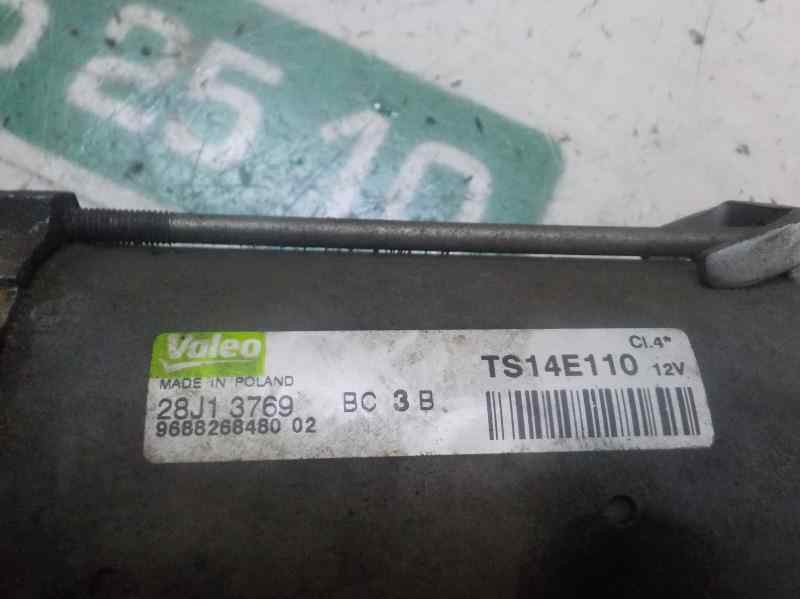 25
10
Valeo
Cl.4*
TS14E110 12V
MADE IN POLAND
28J1 3769 BC 3 B
9688268480 02